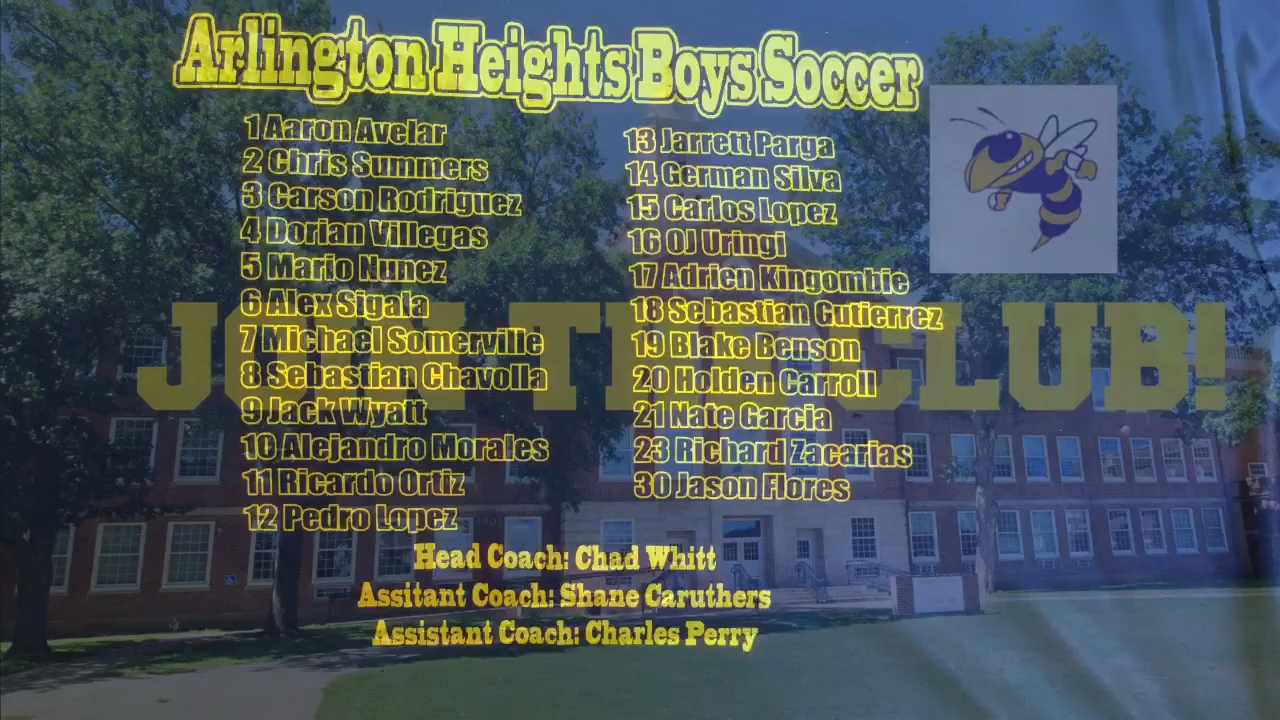 Arlington Heights Boys Soccer
1 Aaron Avelar
2 Chris Summers
3 Carson Rodriguez
4 Dorian Villegas
5 Mario Nunez
6 Alex Sigala
7 Michael Somerville
8 Sebastian Chavolla
9 Jack Wyatt
10 Alejandro Morales
11 Ricardo Ortiz
12 Pedro Lopez
13 Jarrett Parga
14 German Silva
15 Carlos Lopez
16 OJ Uringi
17 Adrien Kingombie
18 Sebastian Gutierrez
19 Blake Benson
20 Holden Carroll
21 Nate Garcia
23 Richard Zacarias
30 Jason Flores
JOIN THE CLUB!
Head Coach: Chad Whitt
Assitant Coach: Shane Caruthers
Assistant Coach: Charles Perry